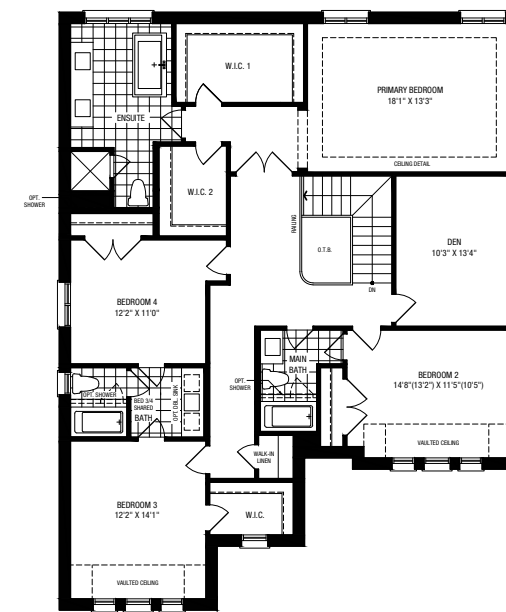 W.I.C. 1
PRIMARY BEDROOM
18'1" X 13'3"
CEILING DETAIL
ENSUITE
OPT.
SHOWER
W.I.C. 2
RAILING
O.T.B.
DN
DEN
10'3" X 13'4"
BEDROOM 4
12'2" X 11'0"
MAIN
BATH
OPT.
SHOWER
BEDROOM 2
14'8"(13'2") X 11'5"(10'5")
VAULTED CEILING
OPT. SHOWER
BED 3/4
SHARED
BATH
OPT DBL SINK
WALK-IN
LINEN
BEDROOM 3
12'2" X 14'1"
W.I.C.
VAULTED CEILING